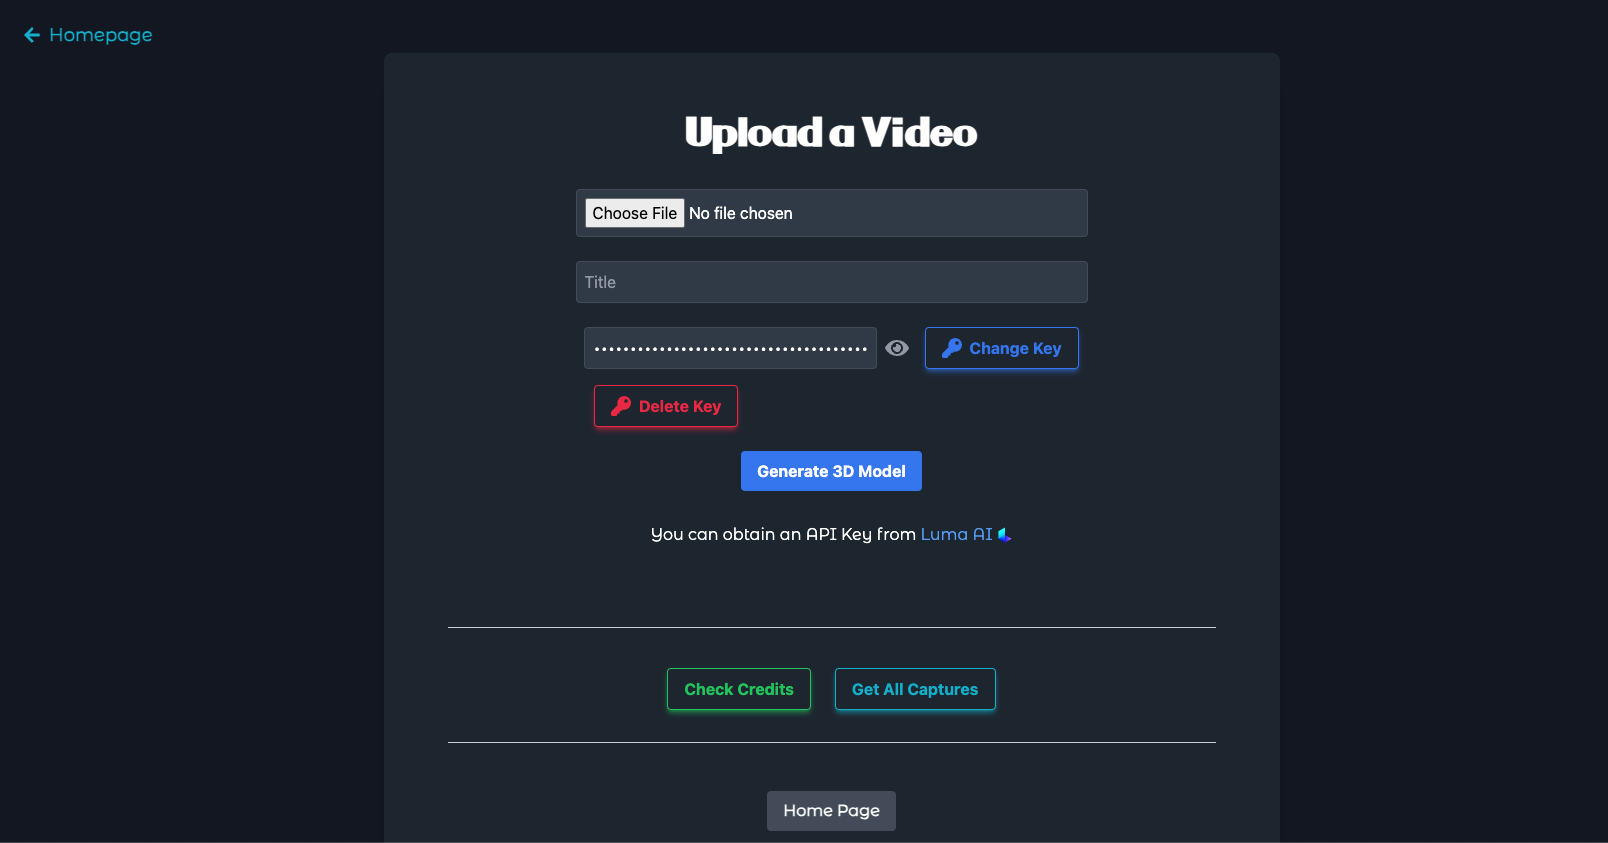 Homepage
Upload a Video
Choose File No file chosen
Title
Change Key
Delete Key
Generate 3D Model
You can obtain an API Key from Luma AI
Check Credits Get All Captures
Home Page